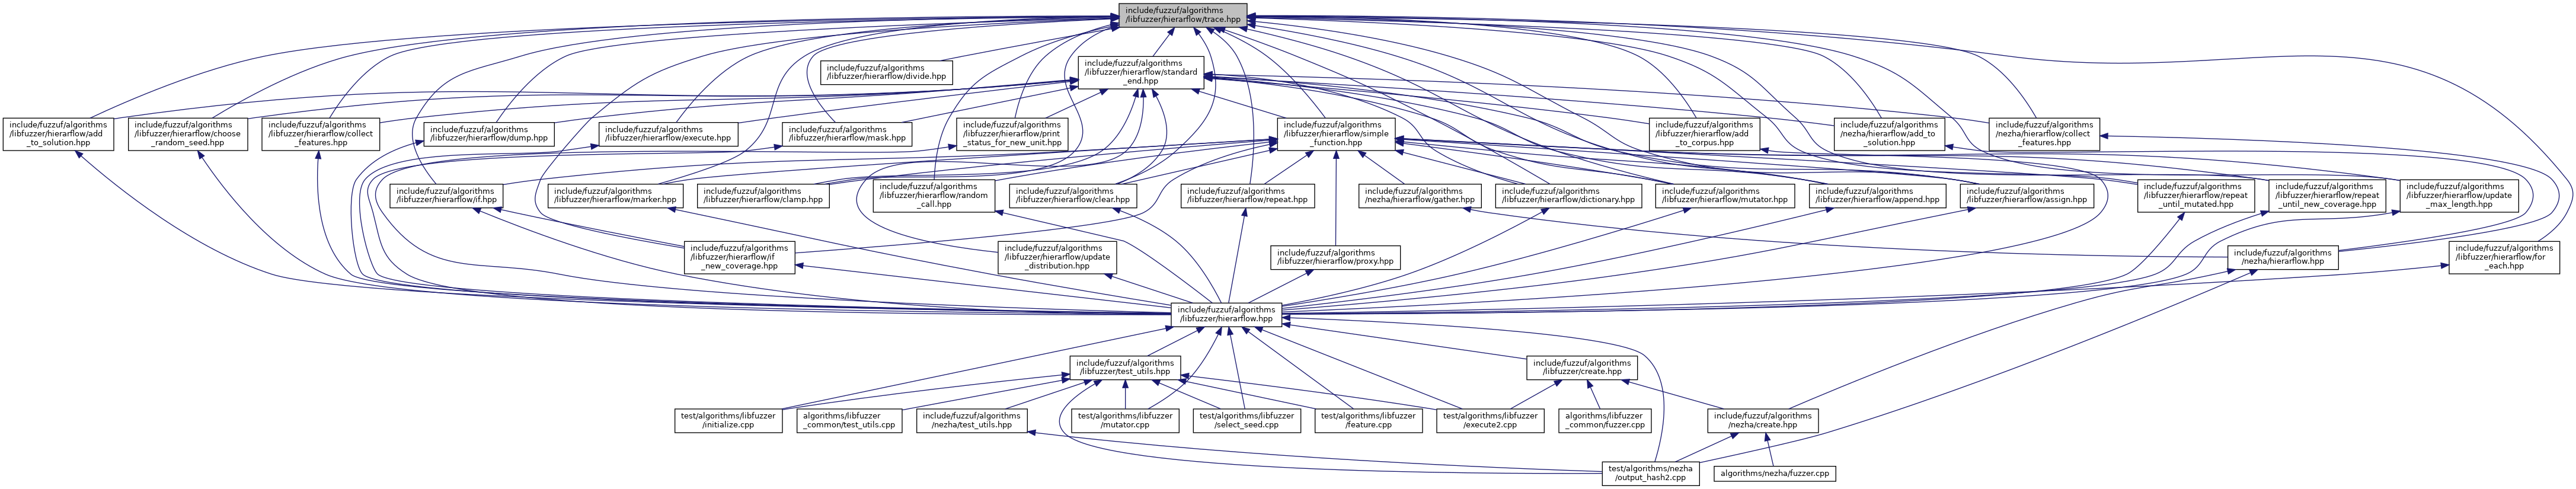 include/fuzzuf/algorithms
/libfuzzer/hierarflow/trace.hpp
include/fuzzuf/algorithms
/libfuzzer/hierarflow/divide.hpp
include/fuzzuf/algorithms
/libfuzzer/hierarflow/standard
_end.hpp
include/fuzzuf/algorithms
/libfuzzer/hierarflow/add
_to_solution.hpp
include/fuzzuf/algorithms
/libfuzzer/hierarflow/choose
_random_seed.hpp
include/fuzzuf/algorithms
/libfuzzer/hierarflow/collect
_features.hpp
include/fuzzuf/algorithms
/libfuzzer/hierarflow/dump.hpp
include/fuzzuf/algorithms
/libfuzzer/hierarflow/execute.hpp
include/fuzzuf/algorithms
/libfuzzer/hierarflow/mask.hpp
include/fuzzuf/algorithms
/libfuzzer/hierarflow/print
_status_for_new_unit.hpp
include/fuzzuf/algorithms
/libfuzzer/hierarflow/simple
_function.hpp
include/fuzzuf/algorithms
/libfuzzer/hierarflow/add
_to_corpus.hpp
include/fuzzuf/algorithms
/nezha/hierarflow/add_to
_solution.hpp
include/fuzzuf/algorithms
/nezha/hierarflow/collect
_features.hpp
include/fuzzuf/algorithms
/libfuzzer/hierarflow/if.hpp
include/fuzzuf/algorithms
/libfuzzer/hierarflow/marker.hpp
include/fuzzuf/algorithms
/libfuzzer/hierarflow/clamp.hpp
include/fuzzuf/algorithms
/libfuzzer/hierarflow/random
_call.hpp
include/fuzzuf/algorithms
/libfuzzer/hierarflow/clear.hpp
include/fuzzuf/algorithms
/libfuzzer/hierarflow/repeat.hpp
include/fuzzuf/algorithms
/nezha/hierarflow/gather.hpp
include/fuzzuf/algorithms
/libfuzzer/hierarflow/dictionary.hpp
include/fuzzuf/algorithms
/libfuzzer/hierarflow/mutator.hpp
include/fuzzuf/algorithms
/libfuzzer/hierarflow/append.hpp
include/fuzzuf/algorithms
/libfuzzer/hierarflow/assign.hpp
include/fuzzuf/algorithms
/libfuzzer/hierarflow/repeat
_until_mutated.hpp
include/fuzzuf/algorithms
/libfuzzer/hierarflow/repeat
_until_new_coverage.hpp
include/fuzzuf/algorithms
/libfuzzer/hierarflow/update
_max_length.hpp
include/fuzzuf/algorithms
/libfuzzer/hierarflow/if
_new_coverage.hpp
include/fuzzuf/algorithms
/libfuzzer/hierarflow/update
_distribution.hpp
include/fuzzuf/algorithms
/libfuzzer/hierarflow/proxy.hpp
include/fuzzuf/algorithms
/nezha/hierarflow.hpp
include/fuzzuf/algorithms
/libfuzzer/hierarflow/for
_each.hpp
include/fuzzuf/algorithms
/libfuzzer/hierarflow.hpp
include/fuzzuf/algorithms
/libfuzzer/test_utils.hpp
include/fuzzuf/algorithms
/libfuzzer/create.hpp
test/algorithms/libfuzzer
/initialize.cpp
algorithms/libfuzzer
_common/test_utils.cpp
include/fuzzuf/algorithms
/nezha/test_utils.hpp
test/algorithms/libfuzzer
/mutator.cpp
test/algorithms/libfuzzer
/select_seed.cpp
test/algorithms/libfuzzer
/feature.cpp
test/algorithms/libfuzzer
/execute2.cpp
algorithms/libfuzzer
_common/fuzzer.cpp
include/fuzzuf/algorithms
/nezha/create.hpp
test/algorithms/nezha
/output_hash2.cpp
algorithms/nezha/fuzzer.cpp